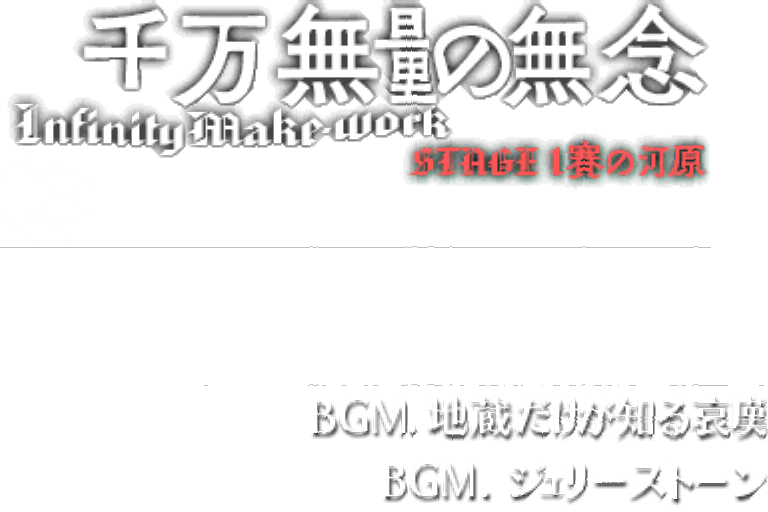 千万無量の無念
Infinity Make-work
STAGE 1 賽の河原
BGM. 地蔵だけが知る哀嘆
BGM. ジェリーストーン